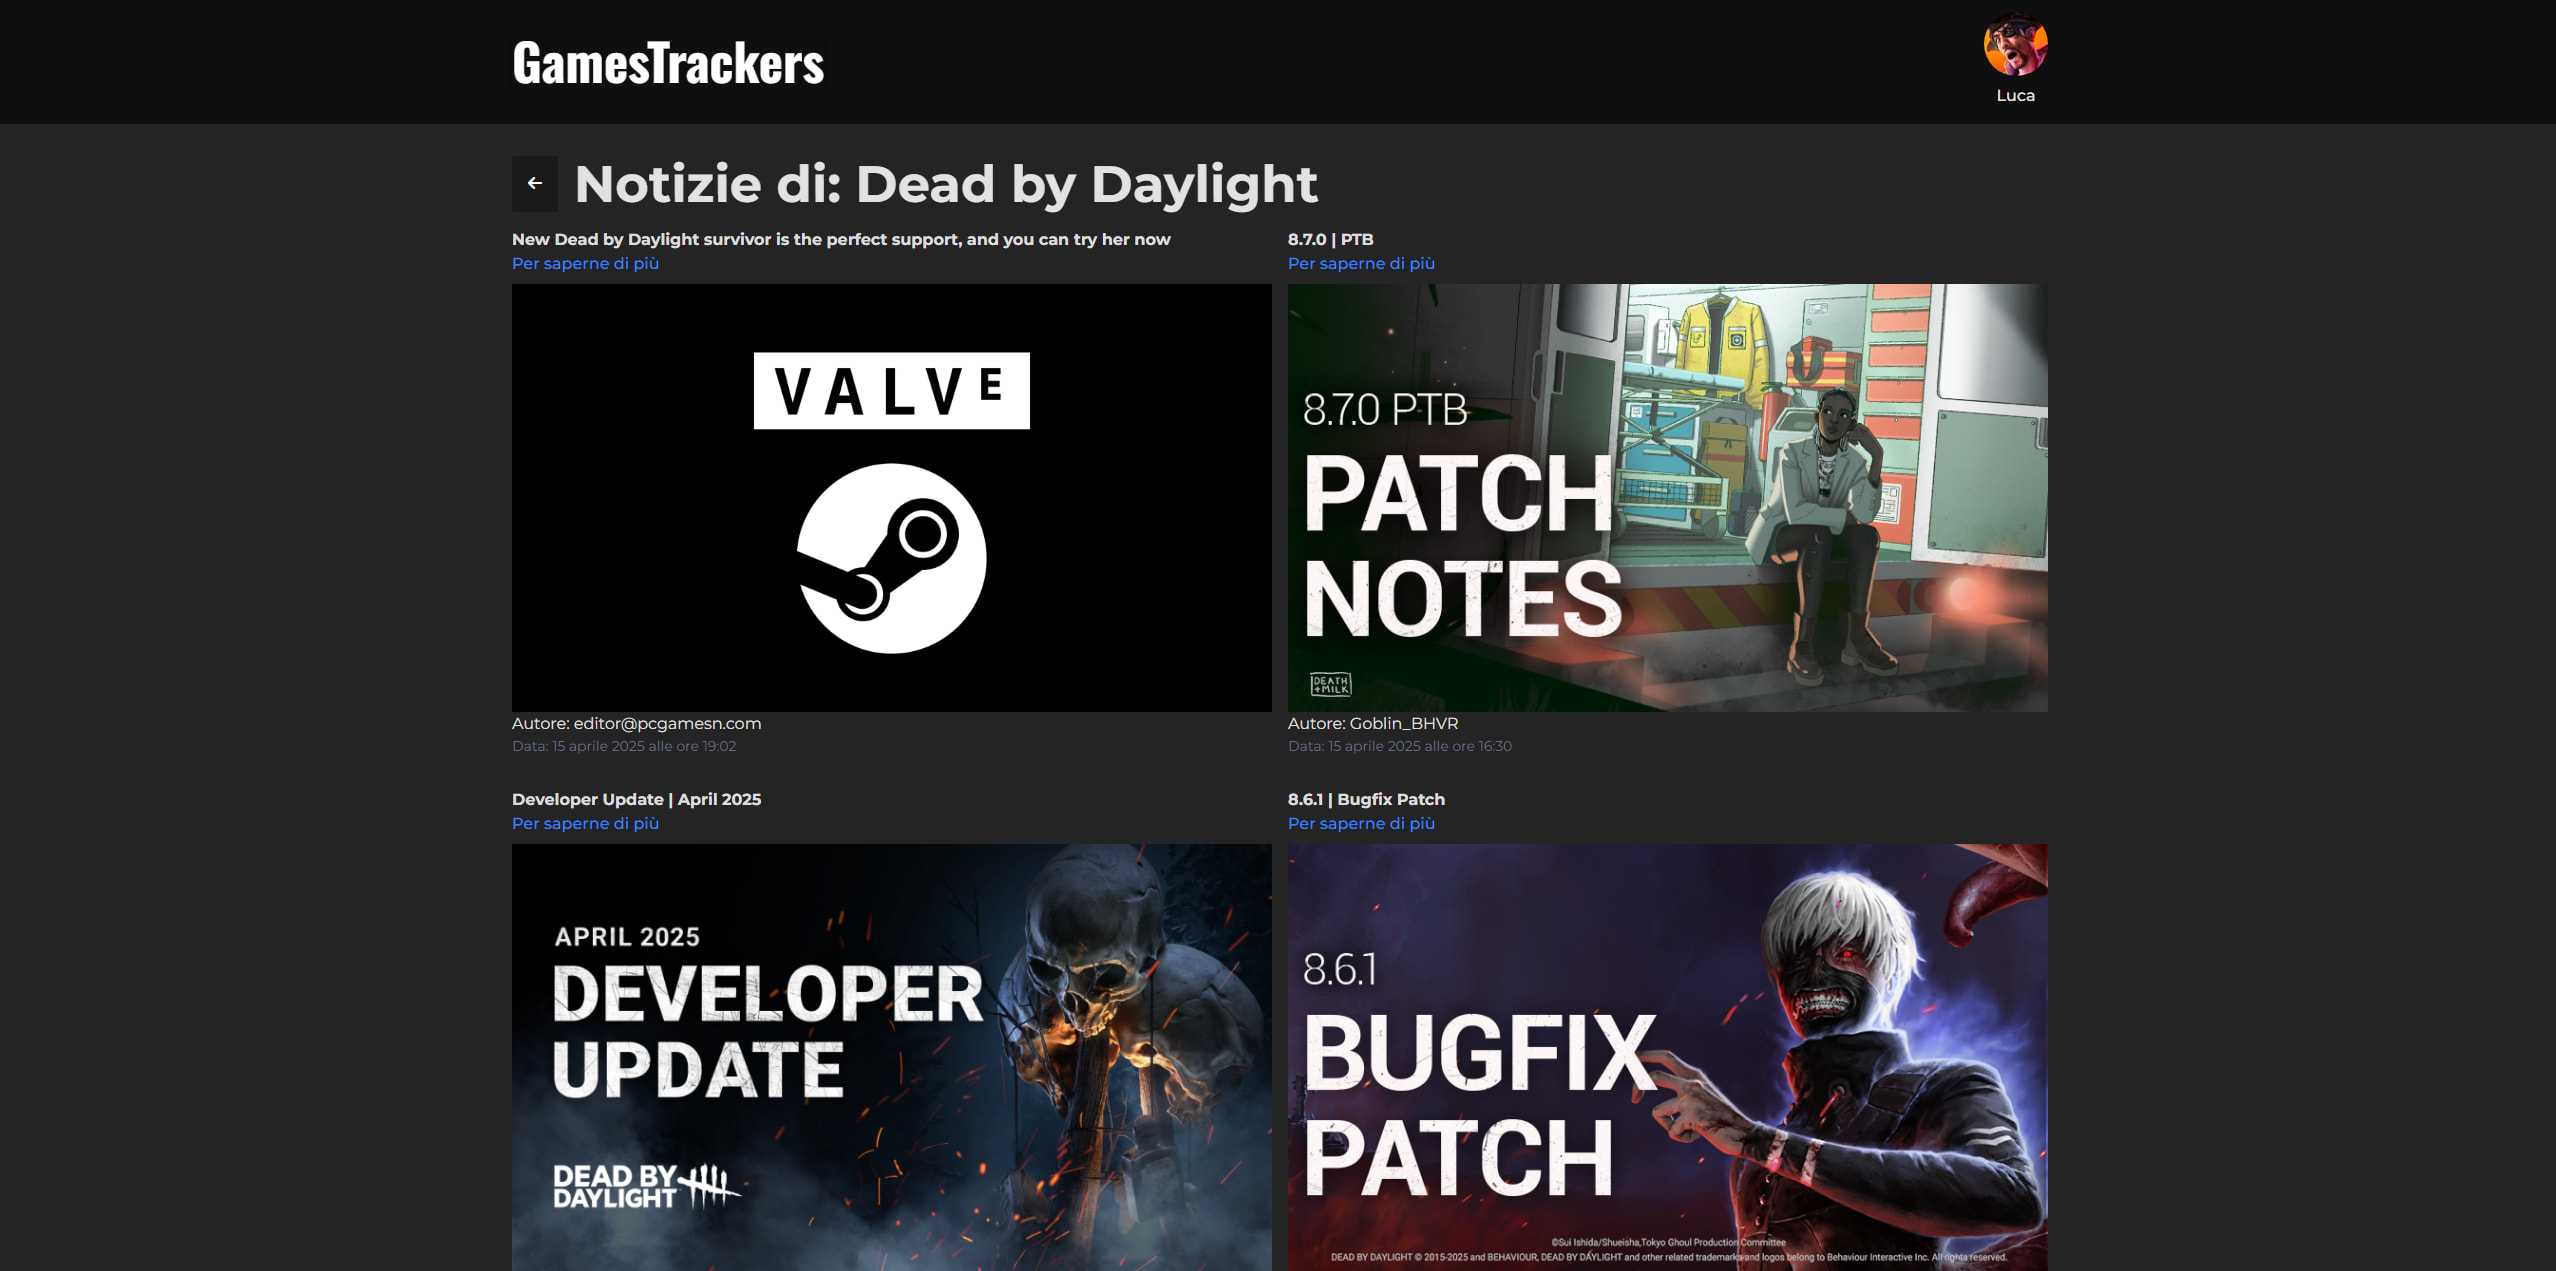 GamesTrackers
Luca
Notizie di: Dead by Daylight
New Dead by Daylight survivor is the perfect support, and you can try her now
Per saperne di più
VALVE
Autore: editor@pcgamesn.com
Data: 15 aprile 2025 alle ore 19:02
8.7.0 | PTB
Per saperne di più
8.7.0 PTB
PATCH
NOTES
DEATH
+MILK
Autore: Goblin_BHVR
Data: 15 aprile 2025 alle ore 16:30
Developer Update | April 2025
Per saperne di più
APRIL 2025
DEVELOPER
UPDATE
DEAD BY
DAYLIGHT
8.6.1 | Bugfix Patch
Per saperne di più
8.6.1
BUGFIX
PATCH
©Sui Ishida/Shueisha,Tokyo Ghoul Production Committee
DEAD BY DAYLIGHT © 2015-2025 and BEHAVIOUR, DEAD BY DAYLIGHT and other related trademarks and logos belong to Behaviour Interactive Inc. All rights reserved.